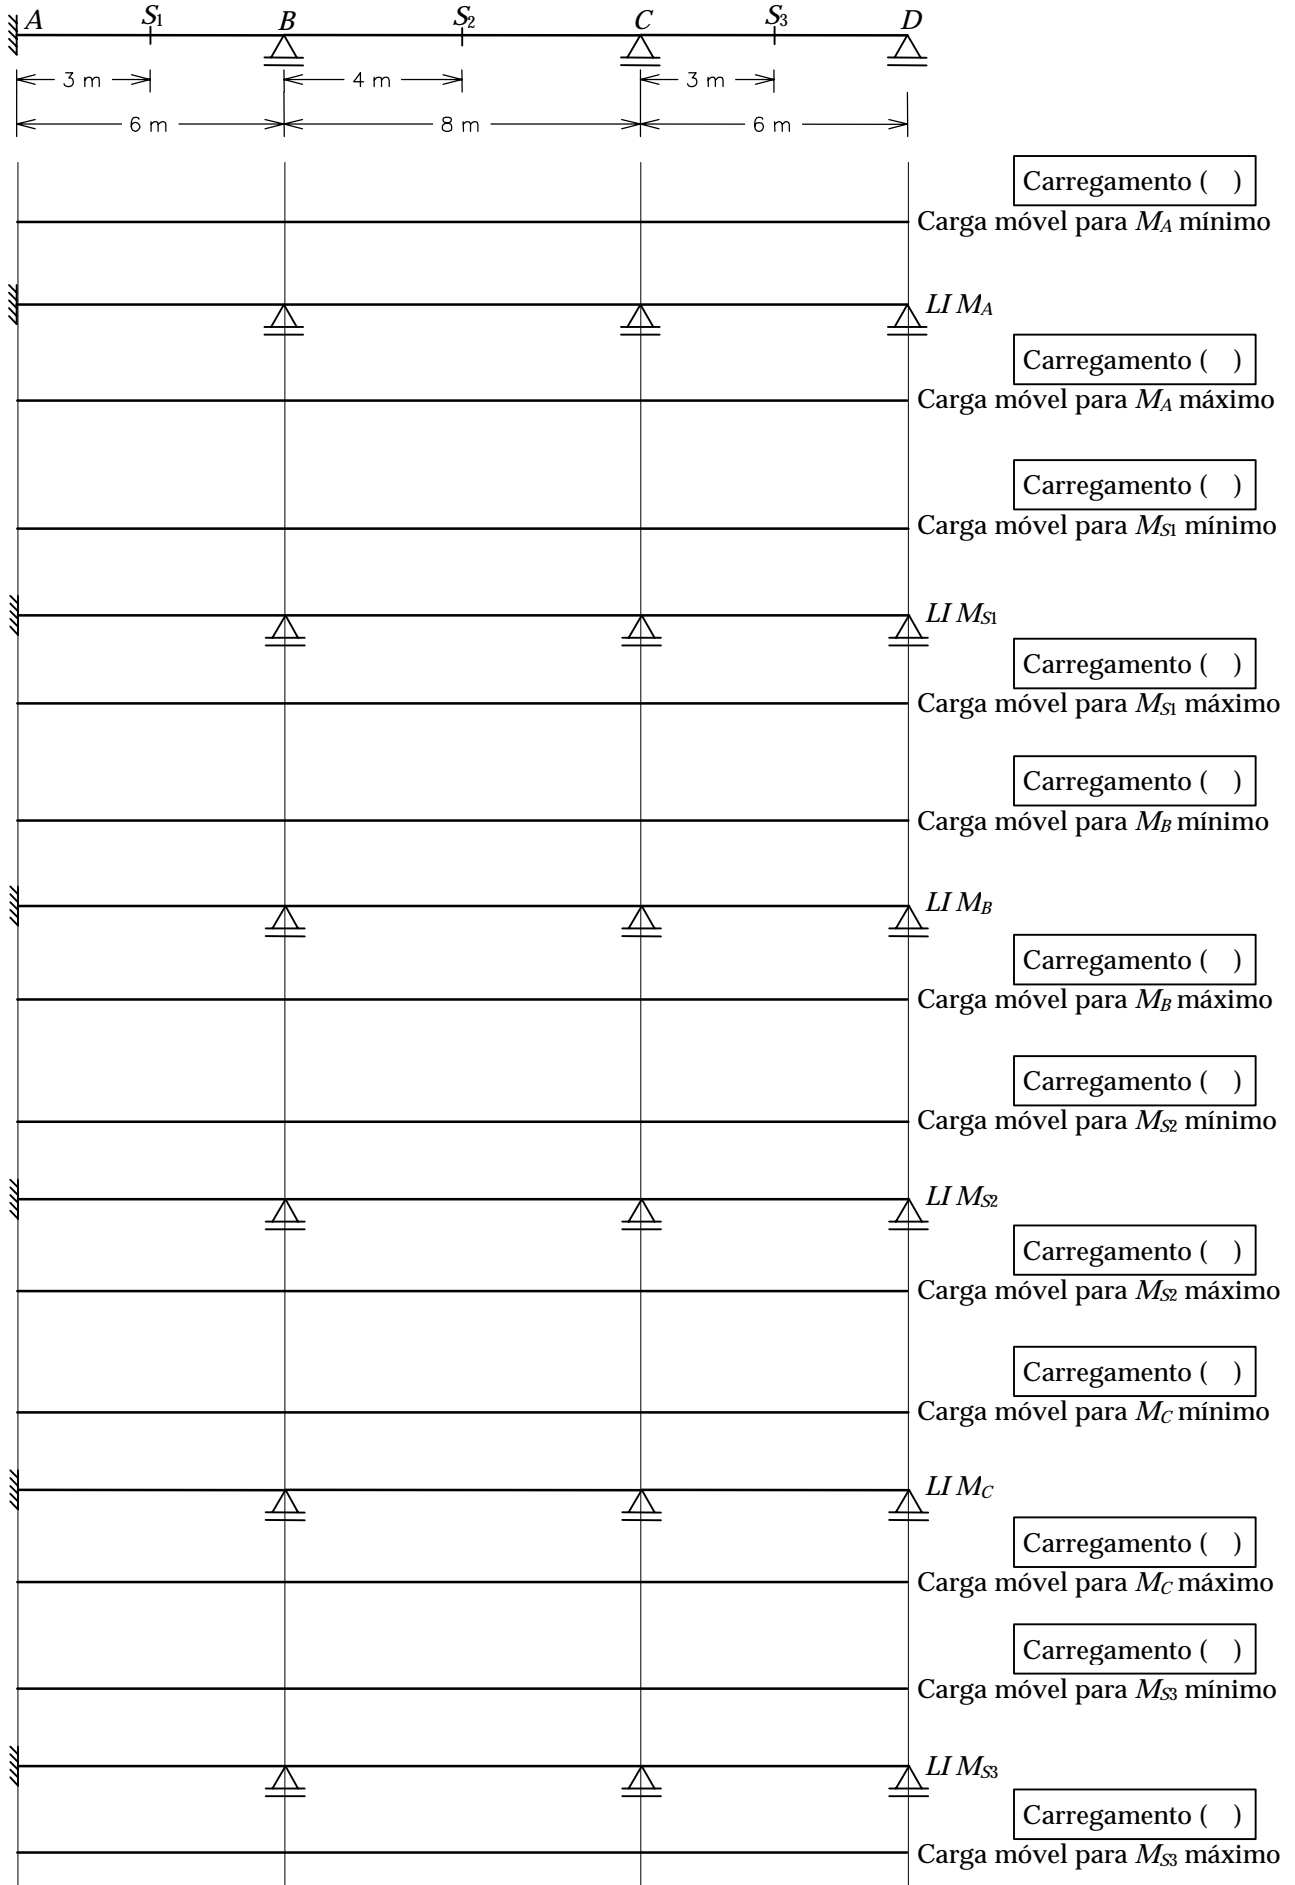 A S1 B S2 C S3 D
3 m 4 m 3 m
6 m 8 m 6 m
Carregamento ( )
Carga móvel para MA mínimo
LI MA
Carregamento ( )
Carga móvel para MA máximo
Carregamento ( )
Carga móvel para MS1 mínimo
LI MS1
Carregamento ( )
Carga móvel para MS1 máximo
Carregamento ( )
Carga móvel para MB mínimo
LI MB
Carregamento ( )
Carga móvel para MB máximo
Carregamento ( )
Carga móvel para MS2 mínimo
LI MS2
Carregamento ( )
Carga móvel para MS2 máximo
Carregamento ( )
Carga móvel para MC mínimo
LI MC
Carregamento ( )
Carga móvel para MC máximo
Carregamento ( )
Carga móvel para MS3 mínimo
LI MS3
Carregamento ( )
Carga móvel para MS3 máximo